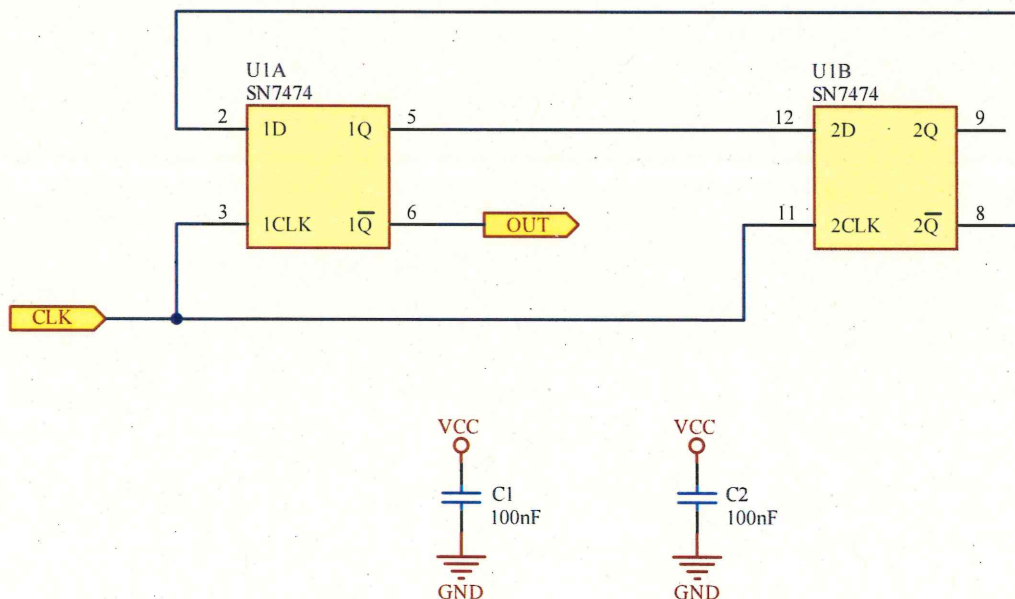 U1A
SN7474
2
1D
1Q
5
3
1CLK
1Q̅
6
OUT
U1B
SN7474
12
2D
2Q
9
11
2CLK
2Q̅
8
CLK
VCC
C1
100nF
GND
VCC
C2
100nF
GND